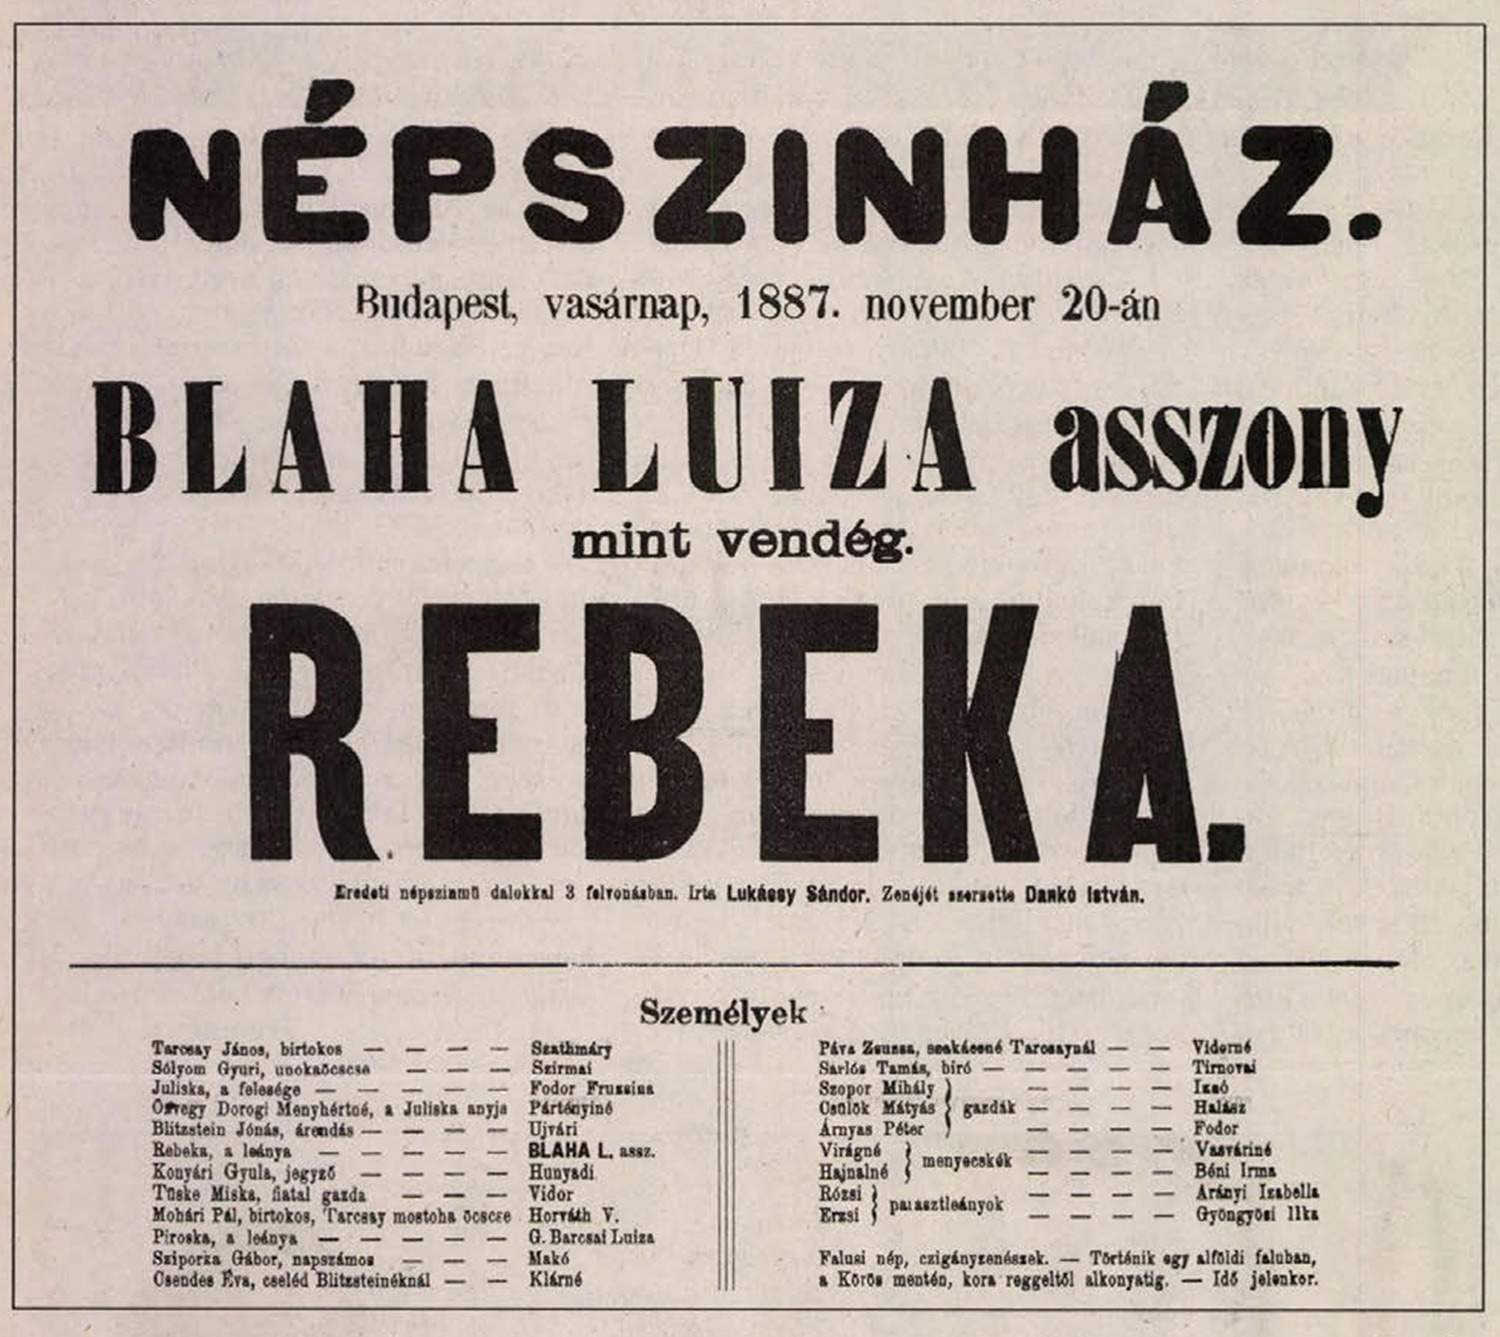 NÉPSZINHÁZ.
Budapest, vasárnap, 1887. november 20-án
BLAHA LUIZA asszony
mint vendég.
REBEKA.
Eredeti népszinmü dalokkal 3 felvonásban. Irta Lukácsy Sándor. Zenéjét szerzette Dankó István.
Személyek
Tarcsay János, birtokos — — — — Szathmáry
Sólyom Gyuri, unokaöcscse — — — Szirmai
Juliska, a felesége — — — — — Fodor Fruzsina
Özvegy Dorogi Menyhértné, a Juliska anyja Pártényiné
Blitzstein Jónás, árendás — — — — Ujvári
Rebeka, a leánya — — — — — BLAHA L. assz.
Konyári Gyula, jegyző — — — — Hunyadi
Tüske Miska, fiatal gazda — — — Vidor
Mohári Pál, birtokos, Tarcsay mostoha öcscse Horváth V.
Piroska, a leánya — — — — — G. Barcsai Luiza
Sziporka Gábor, napszámos — — — Makó
Csendes Éva, cseléd Blitzsteinéknál — — Klárné
Páva Zsuzsa, szakácsné Tarcsaynál — — Vidorné
Sarlós Tamás, biró — — — — — Tirnovai
Szopor Mihály } gazdák — — — — Izsó
Csülök Mátyás } gazdák — — — — Halász
Árnyas Péter } — — — — Fodor
Virágné } menyecskék — — — — Vasváriné
Hajnalné } — — — — Béni Irma
Rózsi } parasztleányok — — — — Arányi Izabella
Erzsi } — — — — Gyöngyösi Ilka
Falusi nép, czigányzenészek. — Történik egy alföldi faluban,
a Körös mentén, kora reggeltől alkonyatig. — Idő jelenkor.